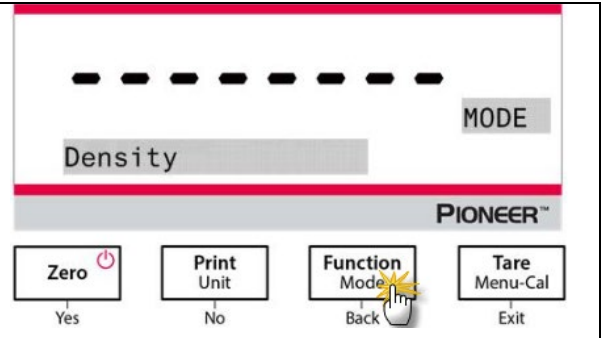 --------
MODE
Density
PIONEER™
Zero
Print
Unit
Function
Mode
Tare
Menu-Cal
Yes
No
Back
Exit